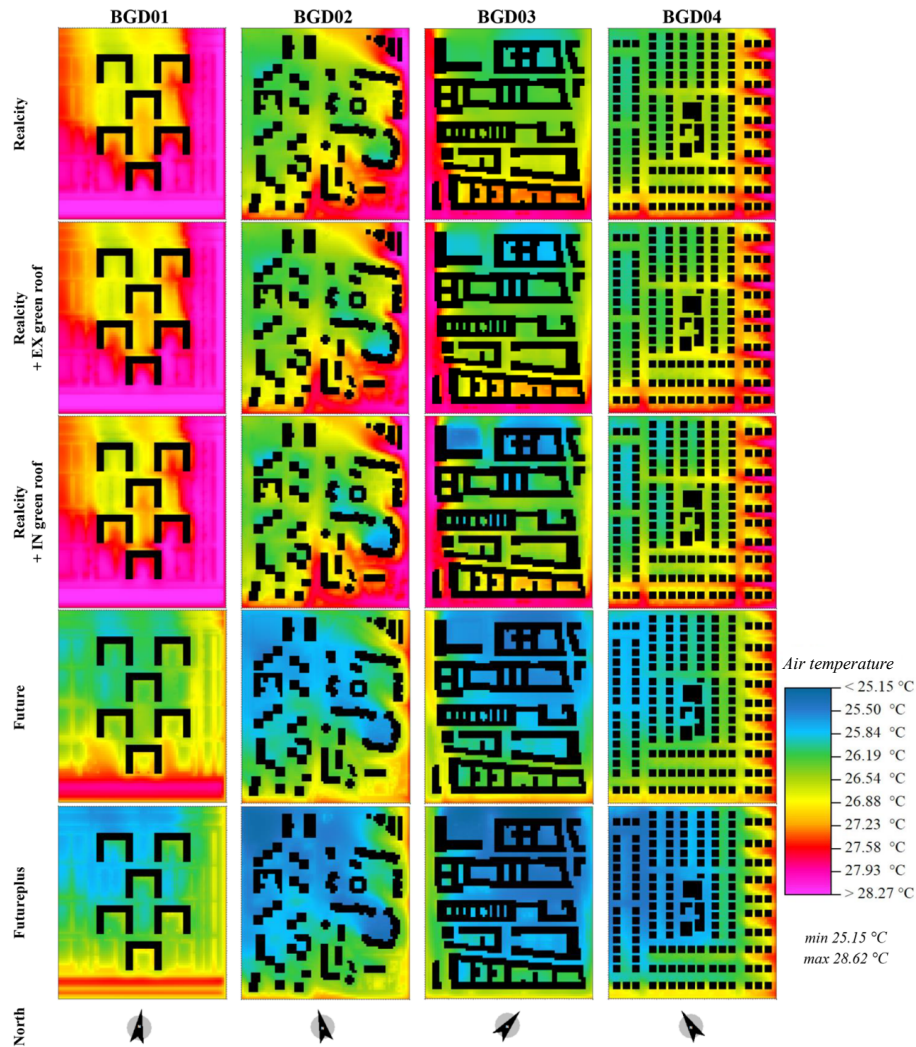 BGD01 BGD02 BGD03 BGD04
Realcity
Realcity
+ EX green roof
Realcity
+ IN green roof
Future
Futureplus
North
Air temperature
< 25.15 °C
25.50 °C
25.84 °C
26.19 °C
26.54 °C
26.88 °C
27.23 °C
27.58 °C
27.93 °C
> 28.27 °C
min 25.15 °C
max 28.62 °C